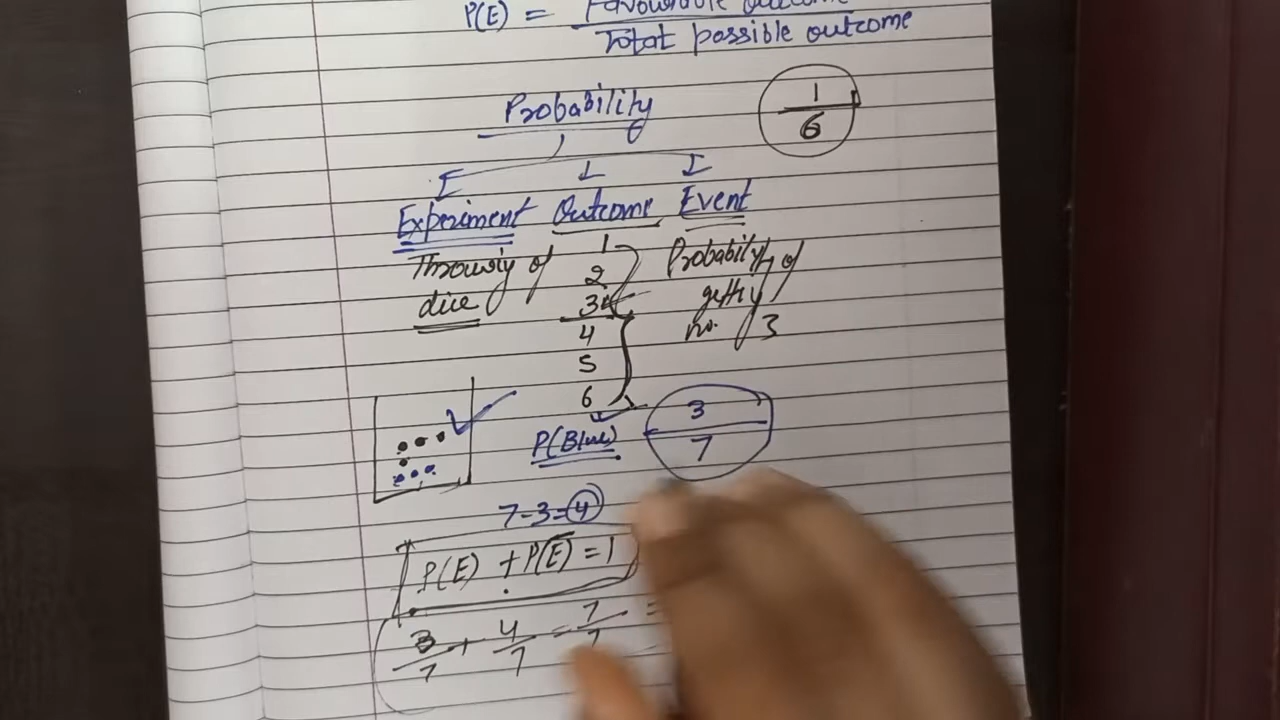 P(E) = Favourable outcome
Total possible outcome
Probability
1
6
Experiment Outcome Event
Throwing of dice
1
2
3
4
5
6
Probability of
getting
no. 3
P(Blue) 3
7
7-3=4
P(E) + P(E̅) = 1
3/7 + 4/7 = 7/7 =